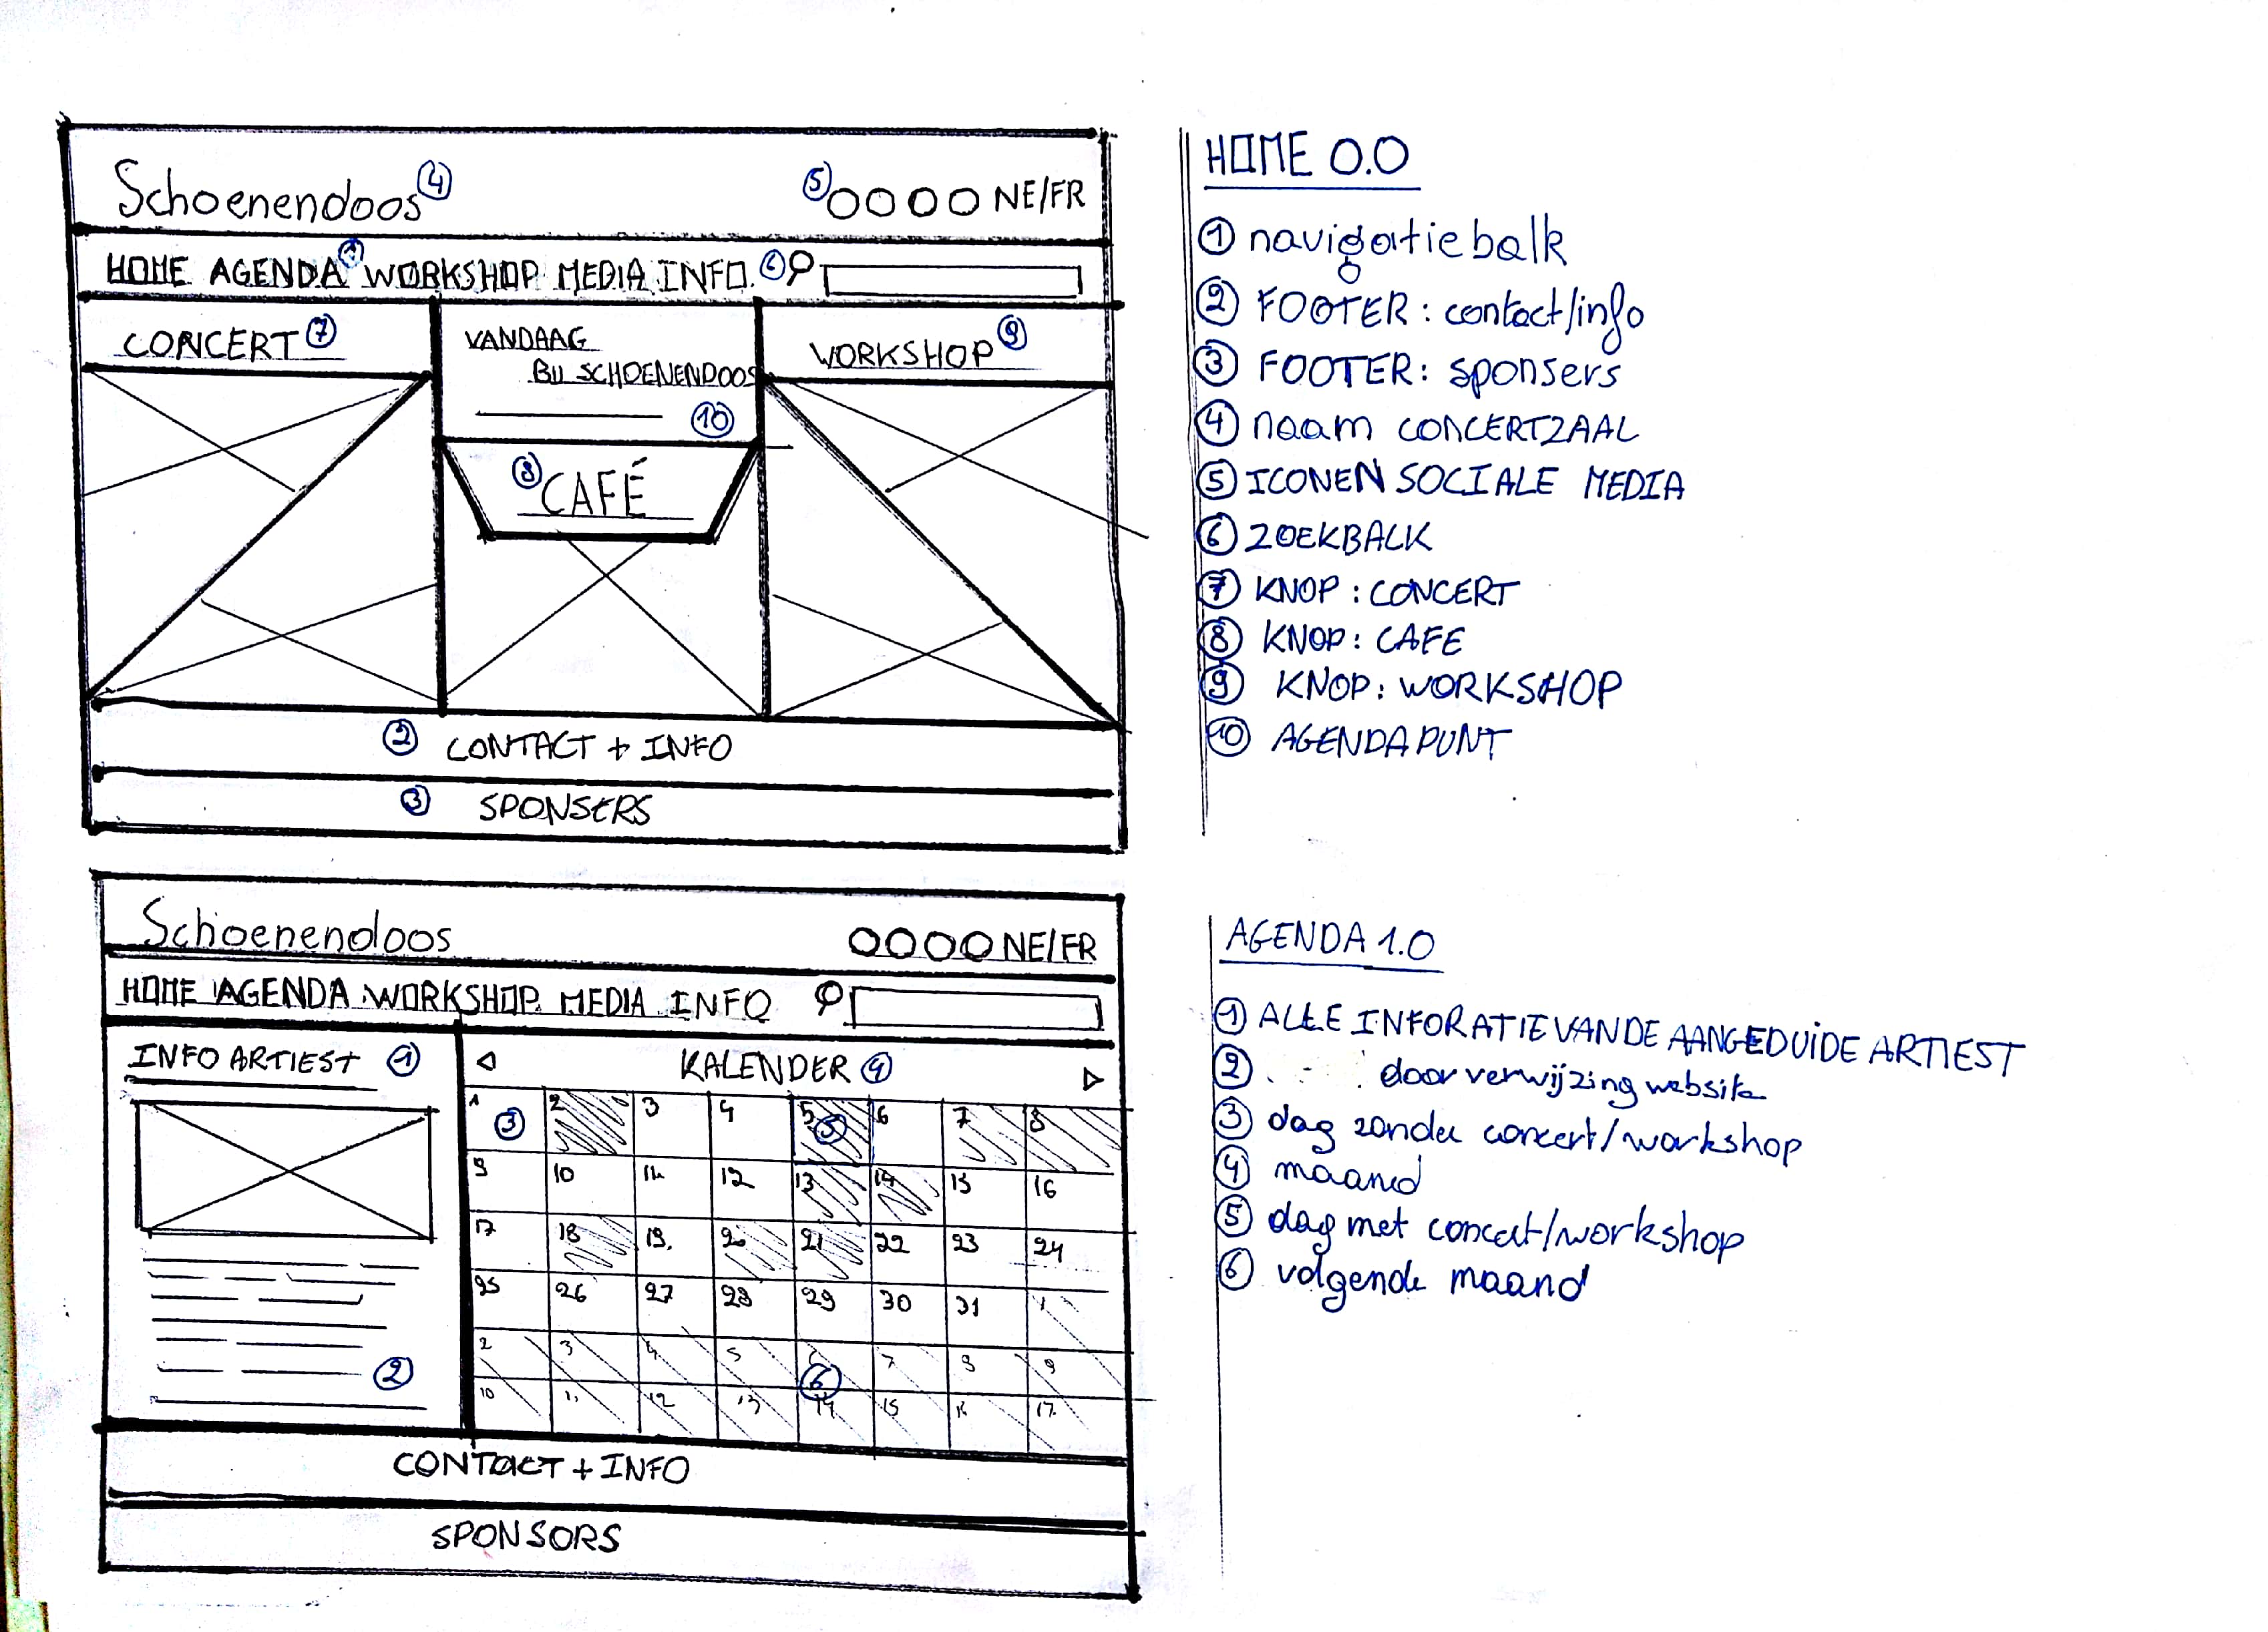 Schoenendoos ④ ⑤ NE/FR
HOME AGENDA ① WORKSHOP MEDIA INFO. ⑥
CONCERT ⑦
VANDAAG
BIJ SCHOENENDOOS
⑩
WORKSHOP ⑨
⑧ CAFÉ
② CONTACT + INFO
③ SPONSERS
HOME 0.0
① navigatiebalk
② FOOTER: contact/info
③ FOOTER: sponsers
④ naam CONCERTZAAL
⑤ ICONEN SOCIALE MEDIA
⑥ ZOEKBALK
⑦ KNOP: CONCERT
⑧ KNOP: CAFE
⑨ KNOP: WORKSHOP
⑩ AGENDAPUNT
Schoenendoos NE/FR
HOME AGENDA WORKSHOP MEDIA INFO
INFO ARTIEST ①
②
KALENDER ④
1 ③ 2 3 4 5 ⑤ 6 7 8
9 10 11 12 13 14 15 16
17 18 19. 20 21 22 23 24
25 26 27 28 29 30 31 1
2 3 4 5 6 ⑥ 7 8 9
10 11 12 13 14 15 16 17
CONTACT + INFO
SPONSORS
AGENDA 1.0
① ALLE INFORATIE VAN DE AANGEDUIDE ARTIEST
② doorverwijzing website
③ dag zonder concert/workshop
④ maand
⑤ dag met concert/workshop
⑥ volgende maand